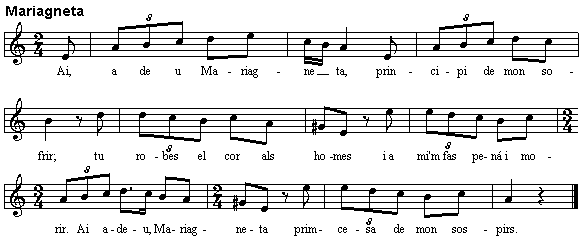 Mariagneta
Ai, a de u Ma - riag - ne - ta, prin - ci - pi de mon so -
frir; tu ro - bes el cor als ho - mes i a mi'm fas pe - ná i mo -
rir. Ai a - de - u, Ma - riag - ne - ta prim - ce - sa de mon sos - pirs.